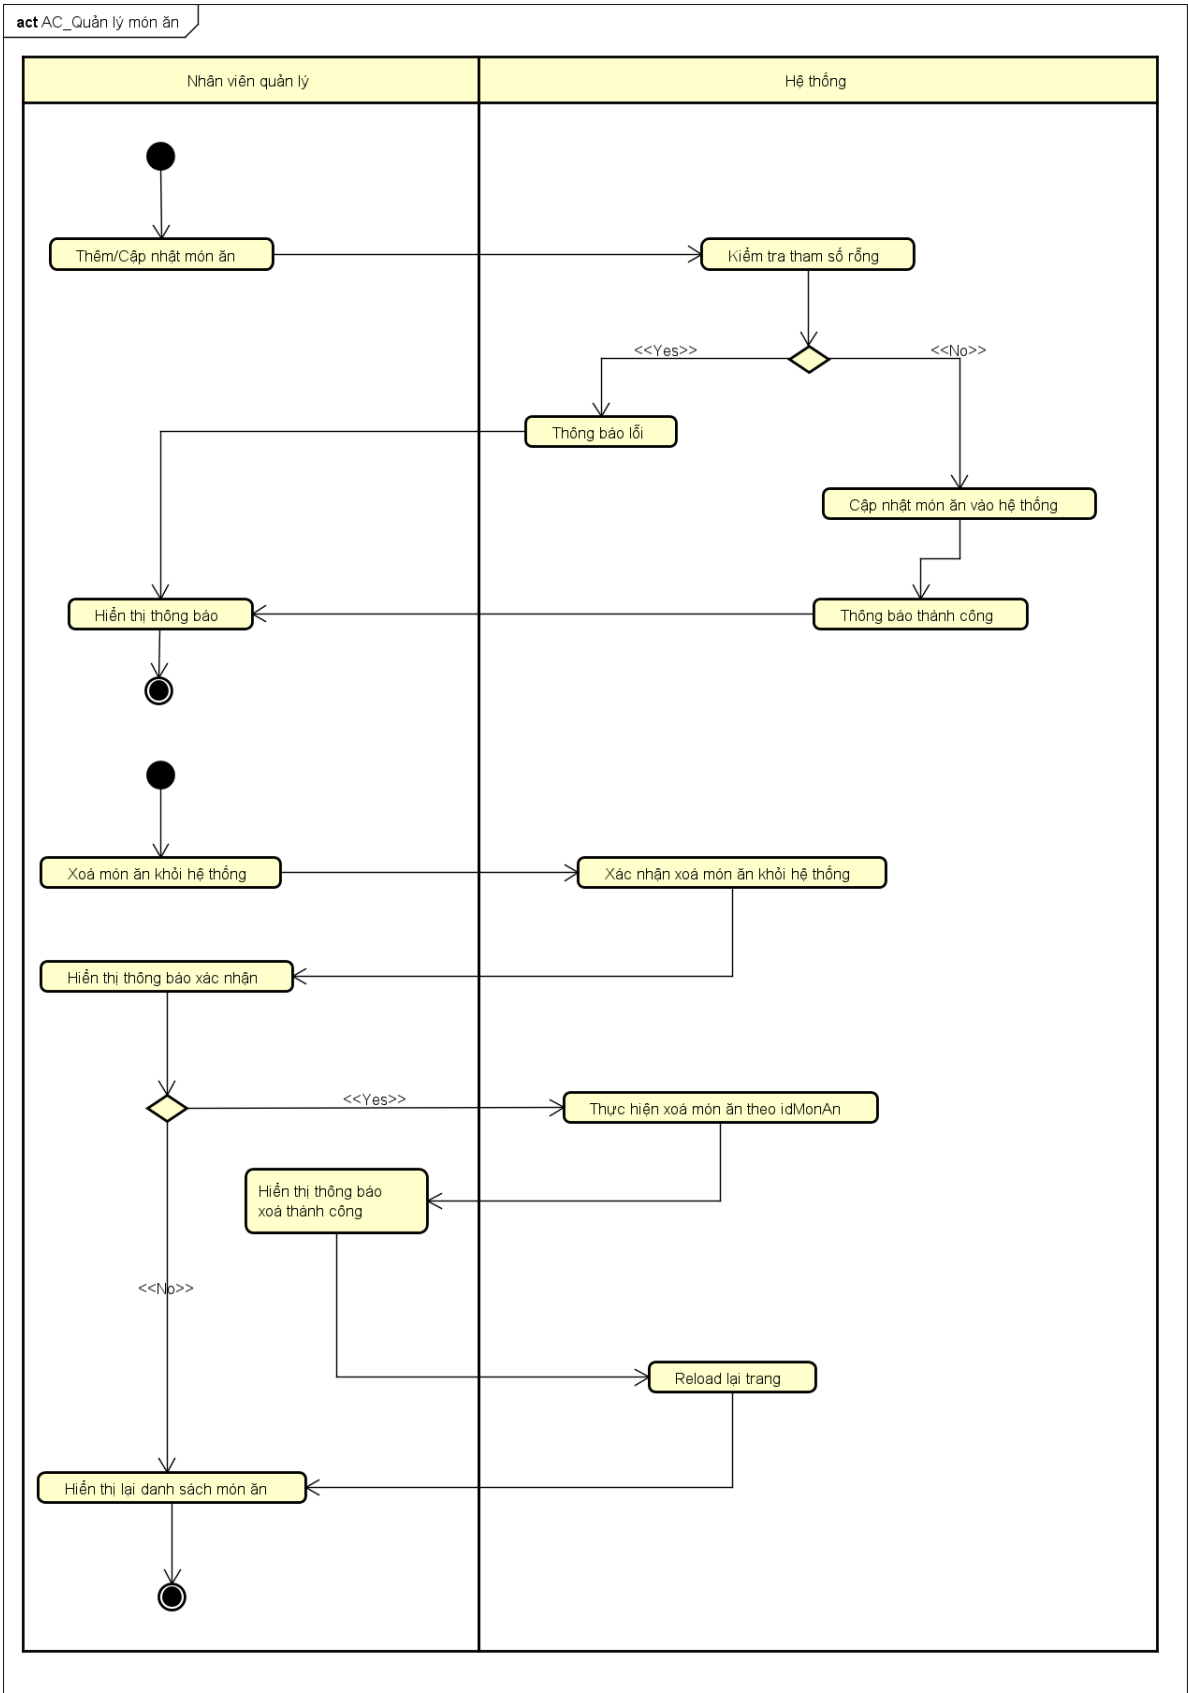 act AC_Quản lý món ăn
Nhân viên quản lý
Hệ thống
Thêm/Cập nhật món ăn
Kiểm tra tham số rỗng
<<Yes>>
<<No>>
Thông báo lỗi
Cập nhật món ăn vào hệ thống
Hiển thị thông báo
Thông báo thành công
Xoá món ăn khỏi hệ thống
Xác nhận xoá món ăn khỏi hệ thống
Hiển thị thông báo xác nhận
<<Yes>>
Thực hiện xoá món ăn theo idMonAn
Hiển thị thông báo
xoá thành công
<<No>>
Reload lại trang
Hiển thị lại danh sách món ăn